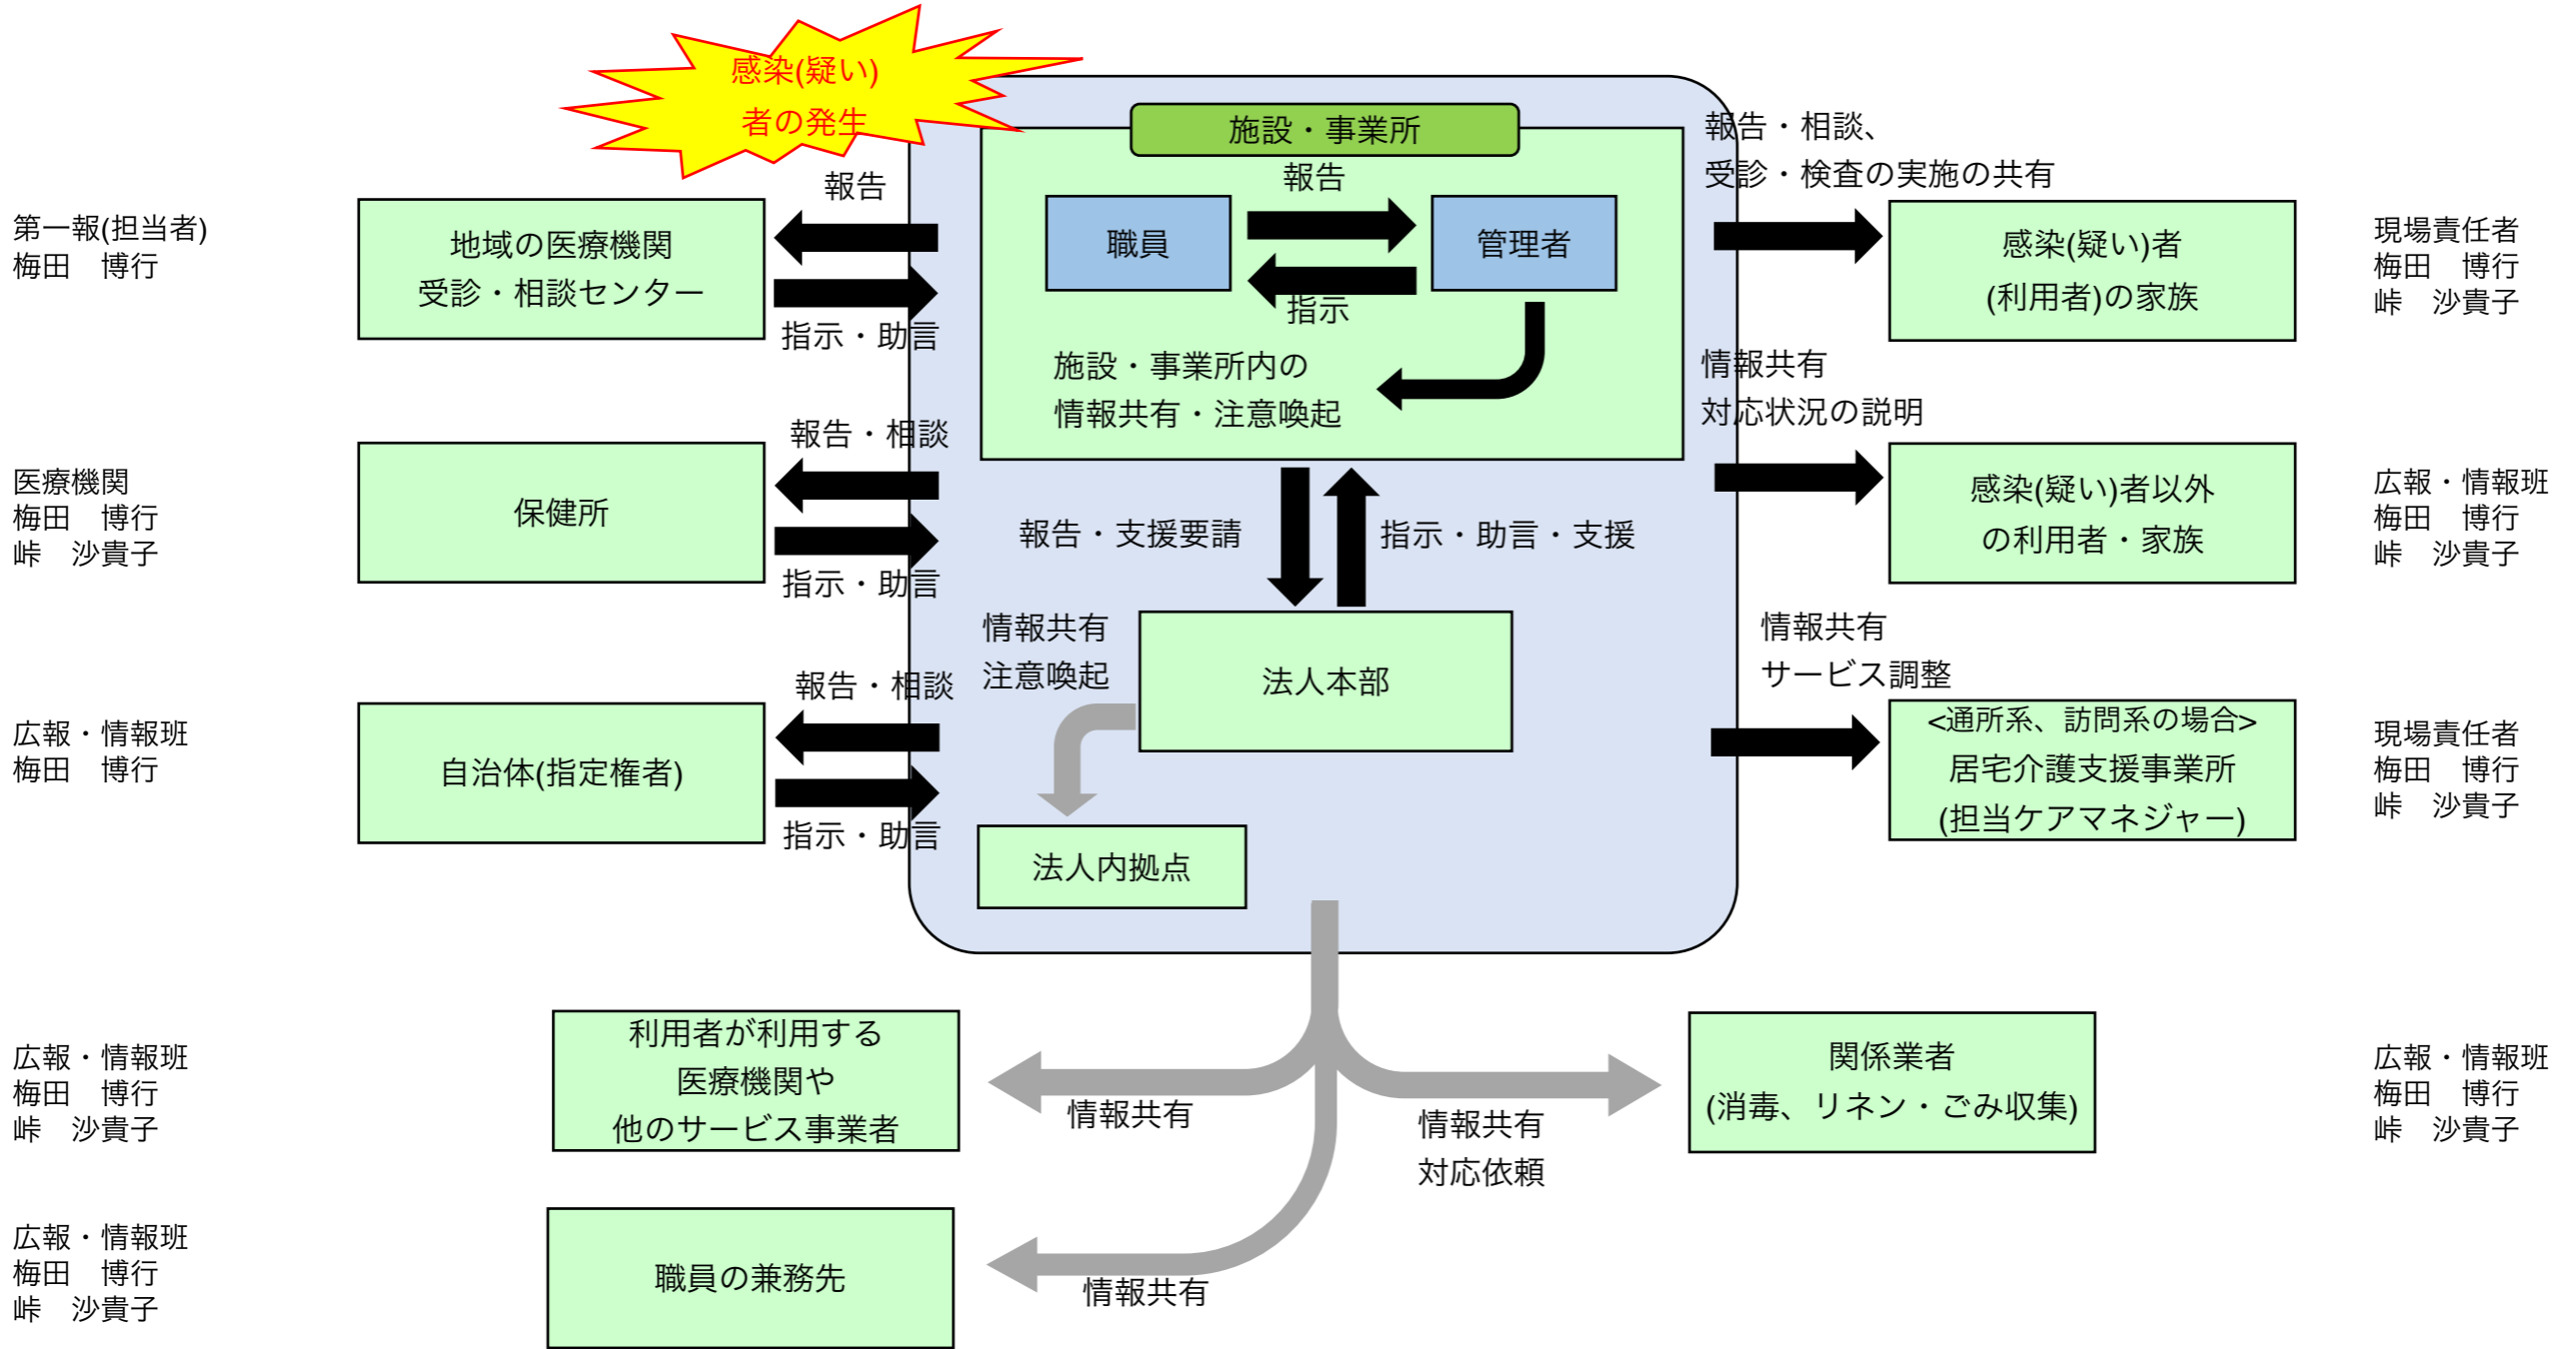 感染(疑い)
者の発生
施設・事業所
報告
職員
管理者
指示
施設・事業所内の
情報共有・注意喚起
報告・支援要請
指示・助言・支援
情報共有
注意喚起
法人本部
法人内拠点
第一報(担当者)
梅田　博行
地域の医療機関
受診・相談センター
報告
指示・助言
医療機関
梅田　博行
峠　沙貴子
保健所
報告・相談
指示・助言
広報・情報班
梅田　博行
自治体(指定権者)
報告・相談
指示・助言
報告・相談、
受診・検査の実施の共有
感染(疑い)者
(利用者)の家族
現場責任者
梅田　博行
峠　沙貴子
情報共有
対応状況の説明
感染(疑い)者以外
の利用者・家族
広報・情報班
梅田　博行
峠　沙貴子
情報共有
サービス調整
<通所系、訪問系の場合>
居宅介護支援事業所
(担当ケアマネジャー)
現場責任者
梅田　博行
峠　沙貴子
広報・情報班
梅田　博行
峠　沙貴子
利用者が利用する
医療機関や
他のサービス事業者
情報共有
情報共有
対応依頼
関係業者
(消毒、リネン・ごみ収集)
広報・情報班
梅田　博行
峠　沙貴子
広報・情報班
梅田　博行
峠　沙貴子
職員の兼務先
情報共有